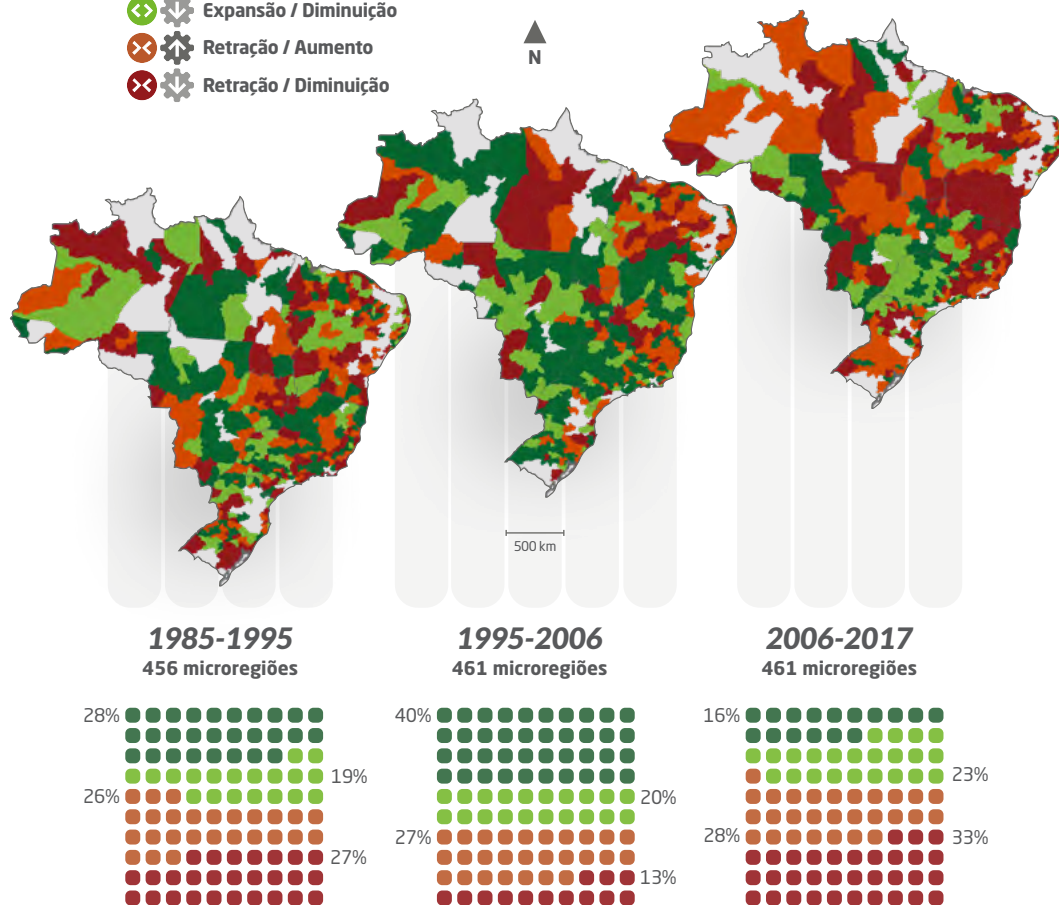 Expansão / Diminuição
Retração / Aumento
Retração / Diminuição
N
500 km
1985-1995
456 microregiões
28%
19%
26%
27%
1995-2006
461 microregiões
40%
20%
27%
13%
2006-2017
461 microregiões
16%
23%
28%
33%